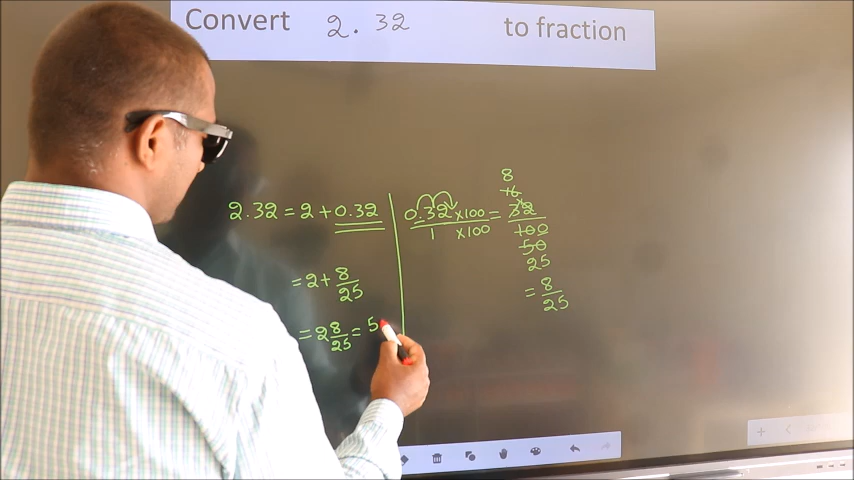 Convert 2.32 to fraction
2.32 = 2 + 0.32
= 2 + 8/25
= 2 8/25 = 5
0.32 ×100 / 1 ×100 = 8 16 32 / 100 50 25
= 8/25